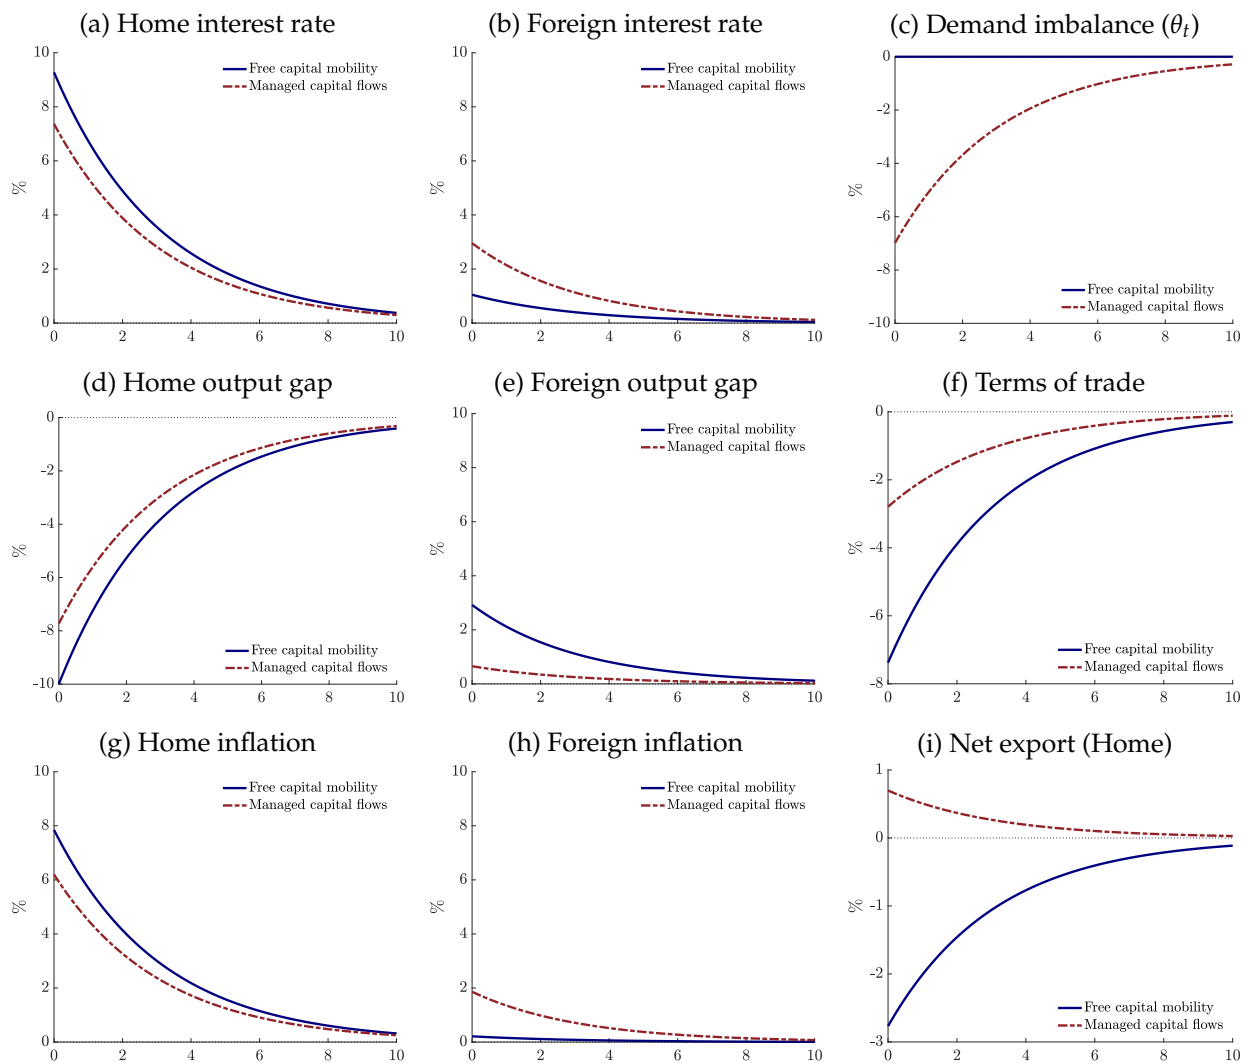 (a) Home interest rate
10
8
6
4
2
0
%
Free capital mobility
Managed capital flows
0 2 4 6 8 10
(b) Foreign interest rate
10
8
6
4
2
0
%
Free capital mobility
Managed capital flows
0 2 4 6 8 10
(c) Demand imbalance (θt)
0
-2
-4
-6
-8
-10
%
Free capital mobility
Managed capital flows
0 2 4 6 8 10
(d) Home output gap
0
-2
-4
-6
-8
-10
%
Free capital mobility
Managed capital flows
0 2 4 6 8 10
(e) Foreign output gap
10
8
6
4
2
0
%
Free capital mobility
Managed capital flows
0 2 4 6 8 10
(f) Terms of trade
0
-2
-4
-6
-8
%
Free capital mobility
Managed capital flows
0 2 4 6 8 10
(g) Home inflation
10
8
6
4
2
0
%
Free capital mobility
Managed capital flows
0 2 4 6 8 10
(h) Foreign inflation
10
8
6
4
2
0
%
Free capital mobility
Managed capital flows
0 2 4 6 8 10
(i) Net export (Home)
1
0
-1
-2
-3
%
Free capital mobility
Managed capital flows
0 2 4 6 8 10